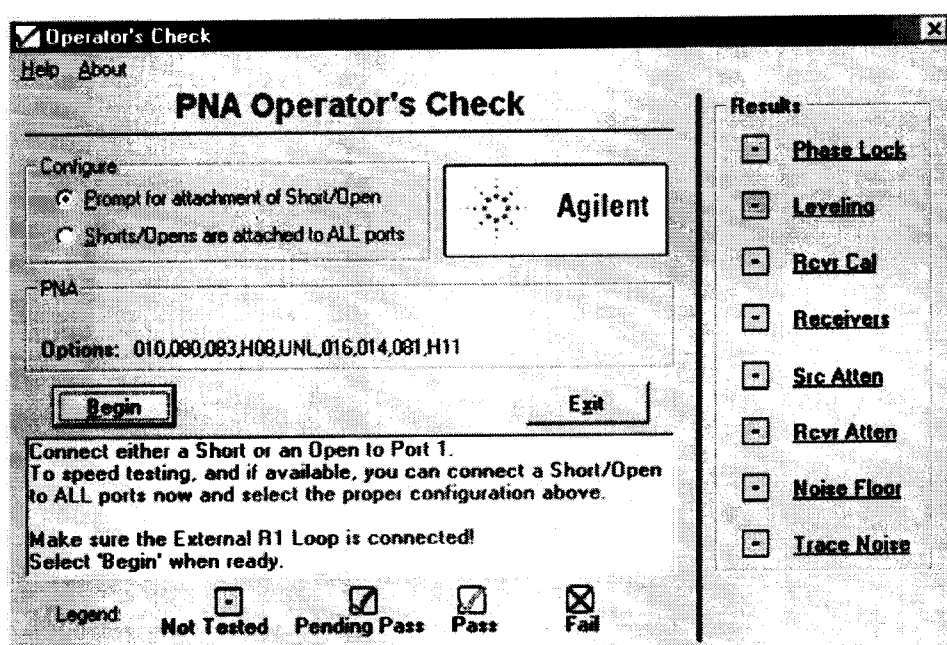 Operator's Check
Help About
PNA Operator's Check
Configure
Prompt for attachment of Short/Open
Shorts/Opens are attached to ALL ports
Agilent
PNA
Options: 010,080,083,H08,UNL,016,014,081,H11
Begin
Exit
Connect either a Short or an Open to Port 1.
To speed testing, and if available, you can connect a Short/Open
to ALL ports now and select the proper configuration above.
Make sure the External R1 Loop is connected!
Select 'Begin' when ready.
Legend:
Not Tested
Pending Pass
Pass
Fail
Results
Phase Lock
Leveling
Rcvr Cal
Receivers
Src Atten
Rcvr Atten
Noise Floor
Trace Noise